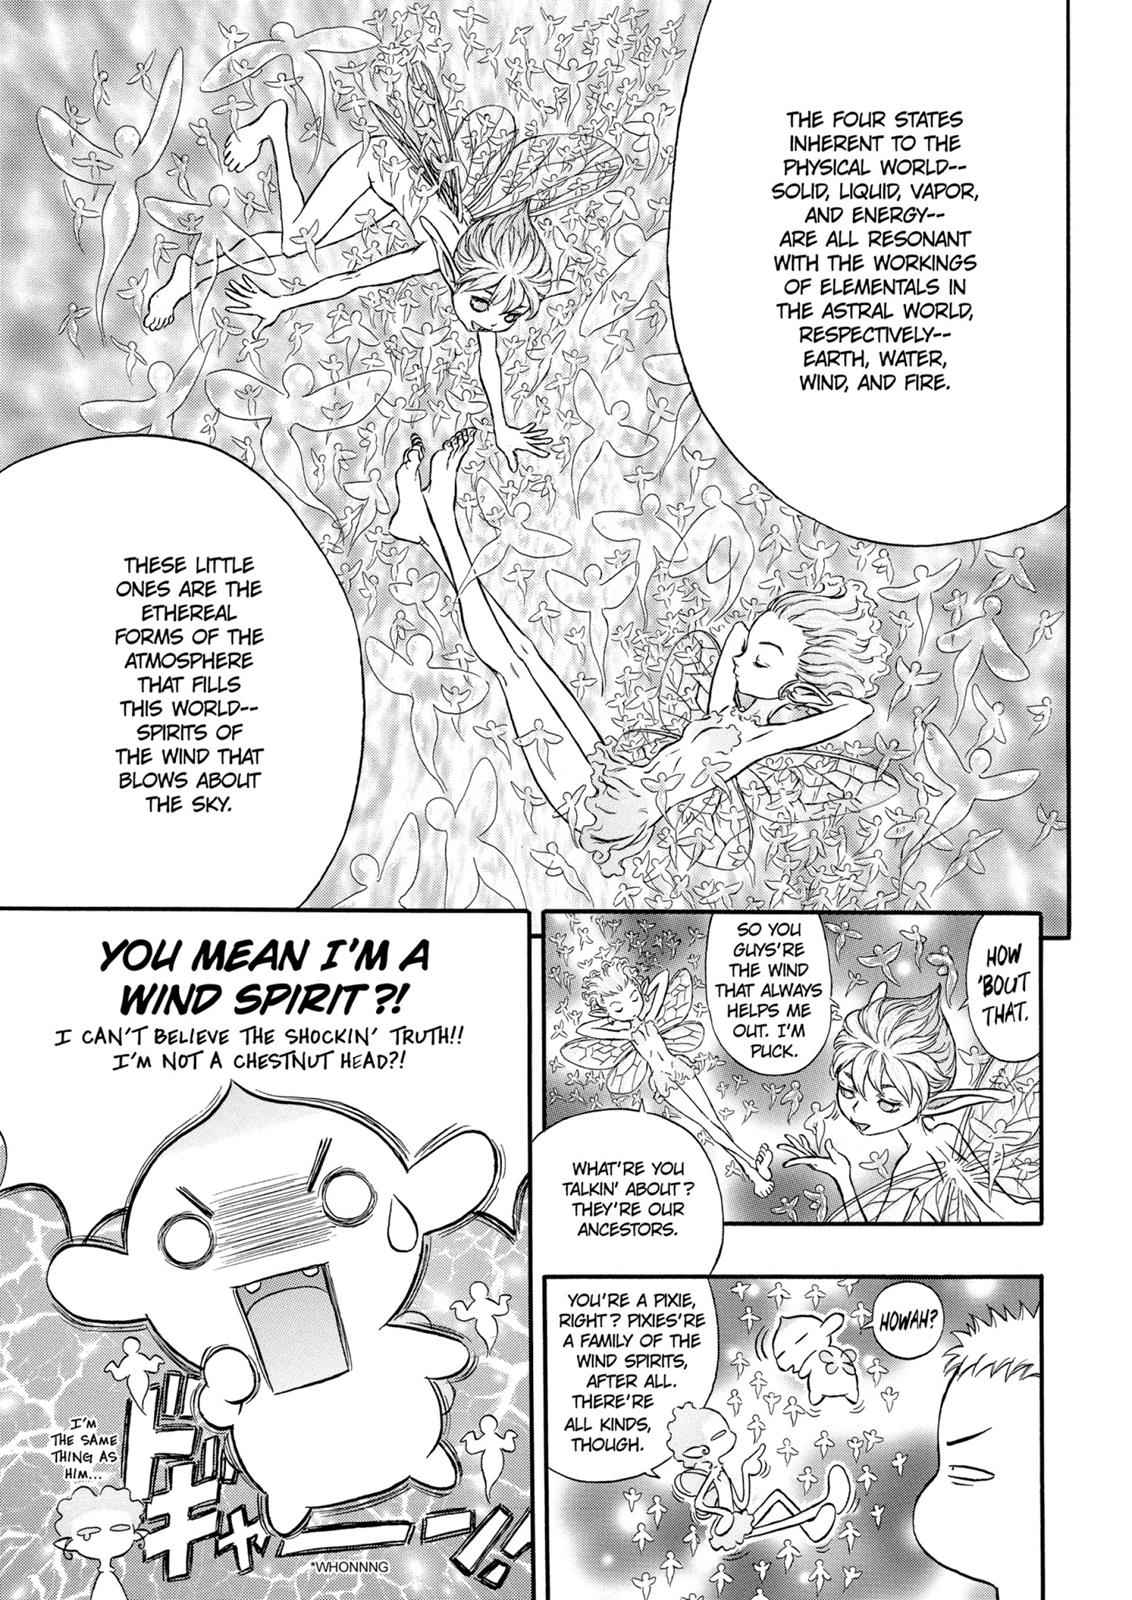 THE FOUR STATES
INHERENT TO THE
PHYSICAL WORLD--
SOLID, LIQUID, VAPOR,
AND ENERGY--
ARE ALL RESONANT
WITH THE WORKINGS
OF ELEMENTALS IN
THE ASTRAL WORLD,
RESPECTIVELY--
EARTH, WATER,
WIND, AND FIRE.
THESE LITTLE
ONES ARE THE
ETHEREAL
FORMS OF THE
ATMOSPHERE
THAT FILLS
THIS WORLD--
SPIRITS OF
THE WIND THAT
BLOWS ABOUT
THE SKY.
HOW
'BOUT
THAT.
SO YOU
GUYS'RE
THE WIND
THAT ALWAYS
HELPS ME
OUT. I'M
PUCK.
WHAT'RE YOU
TALKIN' ABOUT?
THEY'RE OUR
ANCESTORS.
HOWAH?
YOU'RE A PIXIE,
RIGHT? PIXIES'RE
A FAMILY OF THE
WIND SPIRITS,
AFTER ALL.
THERE'RE
ALL KINDS,
THOUGH.
YOU MEAN I'M A
WIND SPIRIT?!
I CAN'T BELIEVE THE SHOCKIN' TRUTH!!
I'M NOT A CHESTNUT HEAD?!
I'M
THE SAME
THING AS
HIM...
ドギャーン!!
*WHONNNG